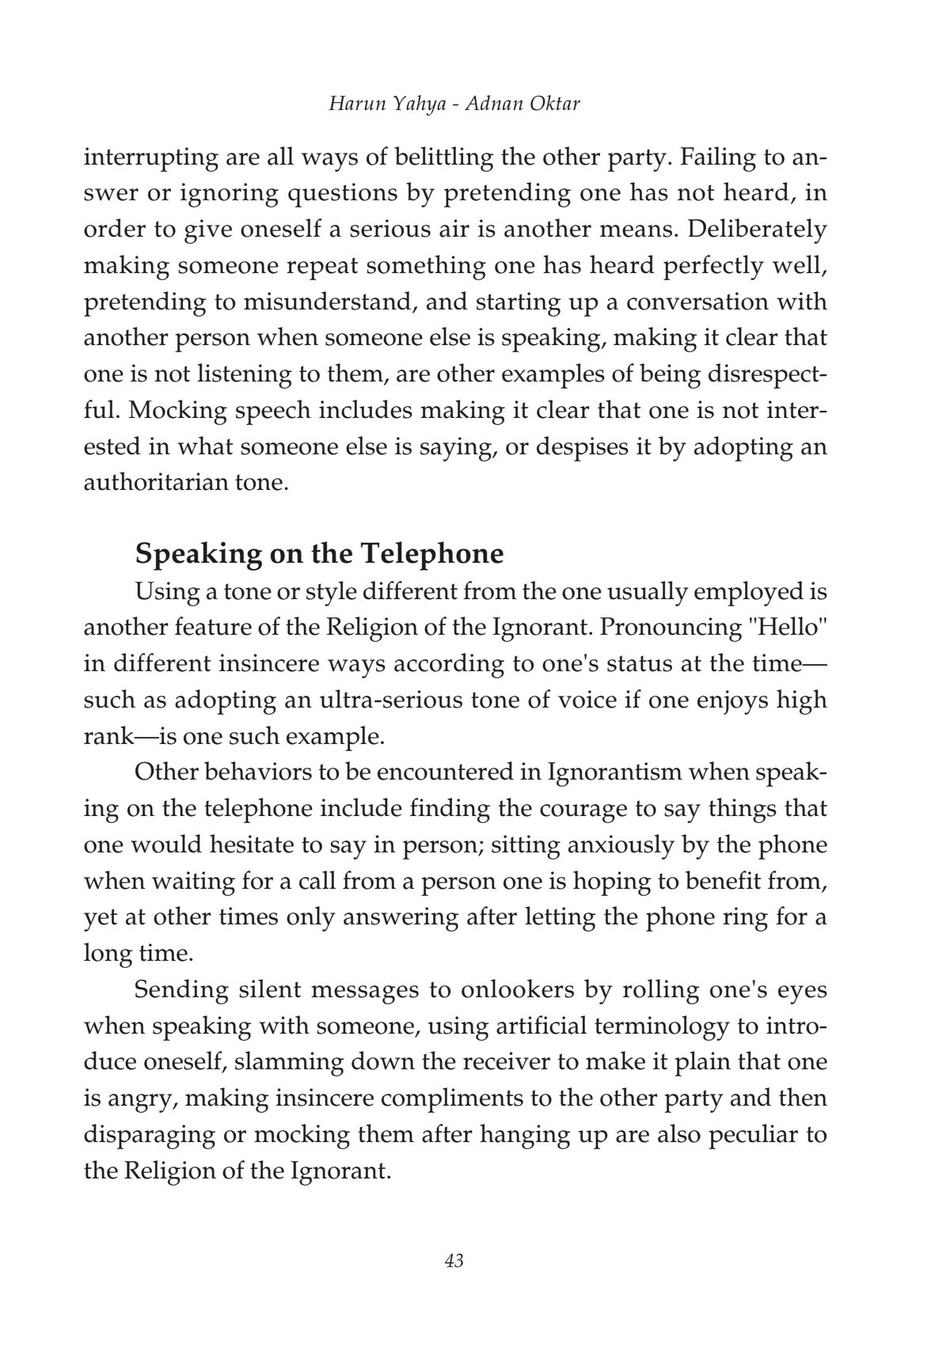 Harun Yahya - Adnan Oktar
interrupting are all ways of belittling the other party. Failing to an-
swer or ignoring questions by pretending one has not heard, in
order to give oneself a serious air is another means. Deliberately
making someone repeat something one has heard perfectly well,
pretending to misunderstand, and starting up a conversation with
another person when someone else is speaking, making it clear that
one is not listening to them, are other examples of being disrespect-
ful. Mocking speech includes making it clear that one is not inter-
ested in what someone else is saying, or despises it by adopting an
authoritarian tone.
Speaking on the Telephone
Using a tone or style different from the one usually employed is
another feature of the Religion of the Ignorant. Pronouncing "Hello"
in different insincere ways according to one's status at the time—
such as adopting an ultra-serious tone of voice if one enjoys high
rank—is one such example.
Other behaviors to be encountered in Ignorantism when speak-
ing on the telephone include finding the courage to say things that
one would hesitate to say in person; sitting anxiously by the phone
when waiting for a call from a person one is hoping to benefit from,
yet at other times only answering after letting the phone ring for a
long time.
Sending silent messages to onlookers by rolling one's eyes
when speaking with someone, using artificial terminology to intro-
duce oneself, slamming down the receiver to make it plain that one
is angry, making insincere compliments to the other party and then
disparaging or mocking them after hanging up are also peculiar to
the Religion of the Ignorant.
43